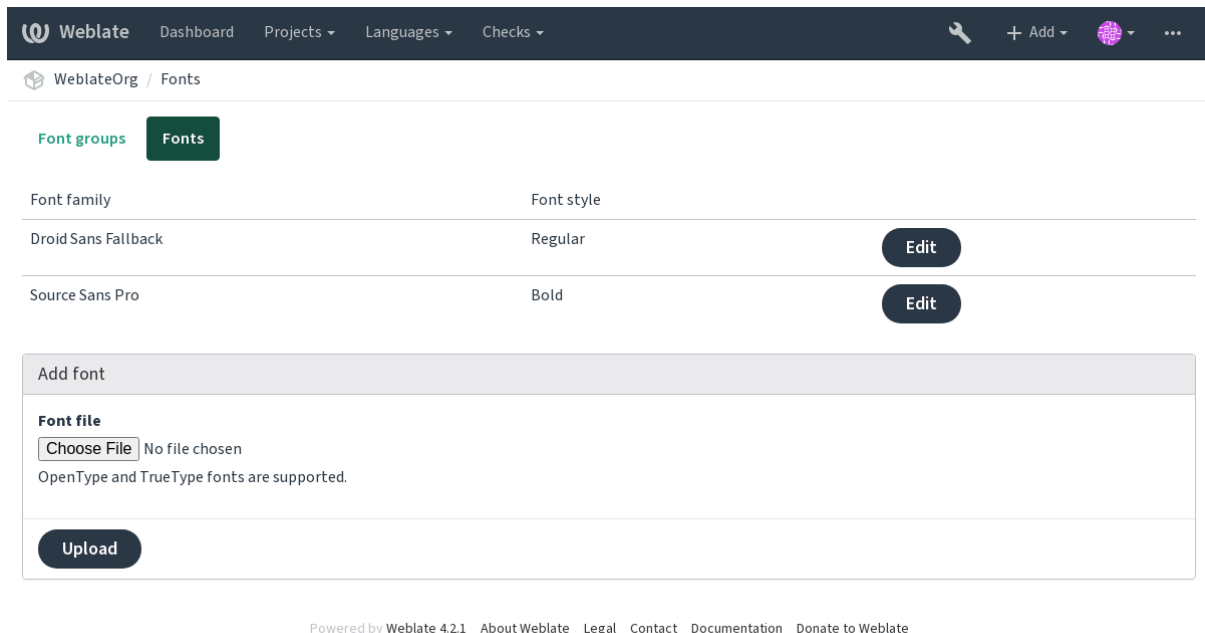 Weblate Dashboard Projects Languages Checks Add
WeblateOrg / Fonts
Font groups Fonts
Font family Font style
Droid Sans Fallback Regular Edit
Source Sans Pro Bold Edit
Add font
Font file
Choose File No file chosen
OpenType and TrueType fonts are supported.
Upload
Powered by Weblate 4.2.1 About Weblate Legal Contact Documentation Donate to Weblate